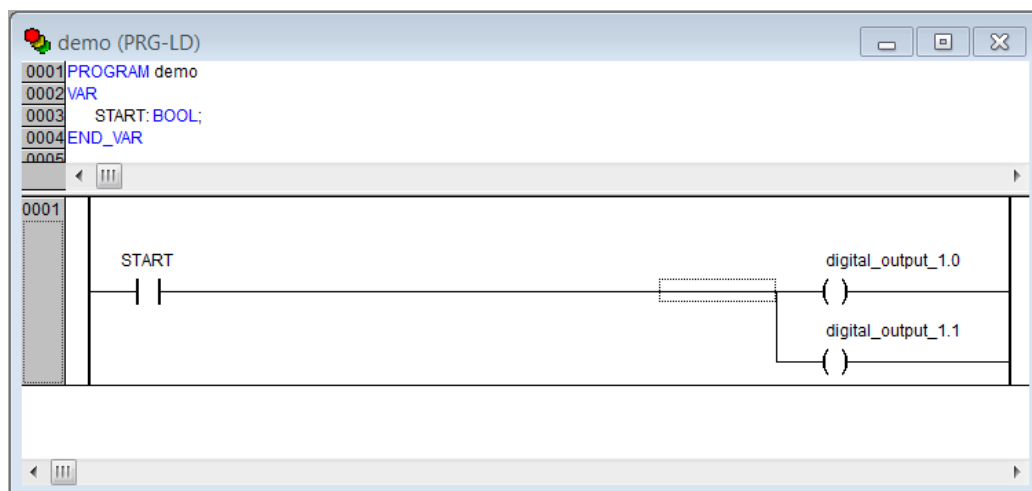 demo (PRG-LD)
0001 PROGRAM demo
0002 VAR
0003 START: BOOL;
0004 END_VAR
0005
0001
START
digital_output_1.0
digital_output_1.1